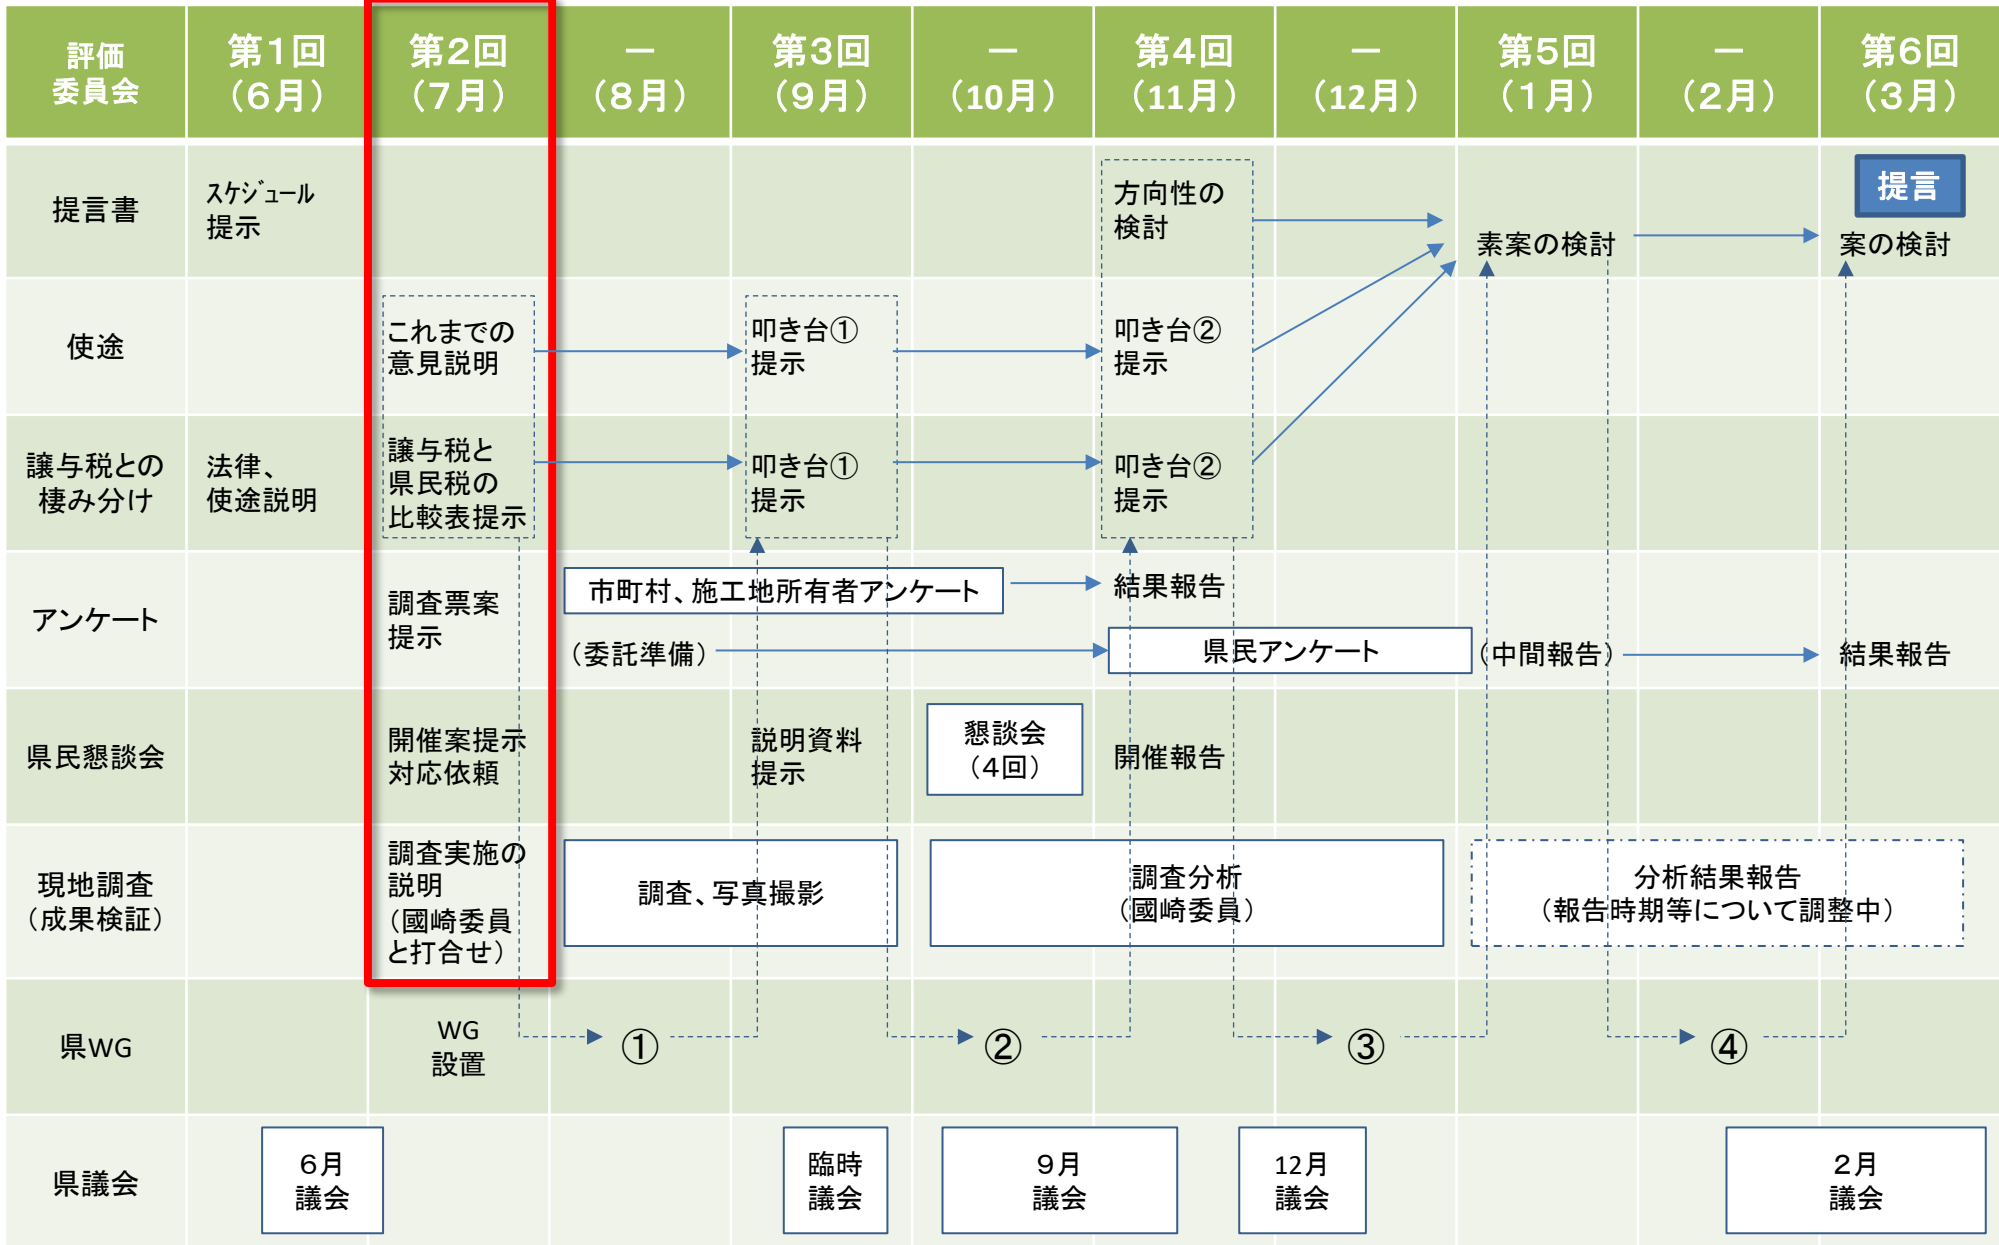 評価
委員会
第1回
（6月）
第2回
（7月）
ー
（8月）
第3回
（9月）
ー
（10月）
第4回
（11月）
ー
（12月）
第5回
（1月）
ー
（2月）
第6回
（3月）
提言書
ｽｹｼﾞｭｰﾙ
提示
方向性の
検討
素案の検討
提言
案の検討
使途
これまでの
意見説明
叩き台①
提示
叩き台②
提示
譲与税との
棲み分け
法律、
使途説明
譲与税と
県民税の
比較表提示
叩き台①
提示
叩き台②
提示
アンケート
調査票案
提示
市町村、施工地所有者アンケート
結果報告
（委託準備）
県民アンケート
（中間報告）
結果報告
県民懇談会
開催案提示
対応依頼
説明資料
提示
懇談会
（4回）
開催報告
現地調査
（成果検証）
調査実施の
説明
（國崎委員
と打合せ）
調査、写真撮影
調査分析
（國崎委員）
分析結果報告
（報告時期等について調整中）
県WG
WG
設置
①
②
③
④
県議会
6月
議会
臨時
議会
9月
議会
12月
議会
2月
議会